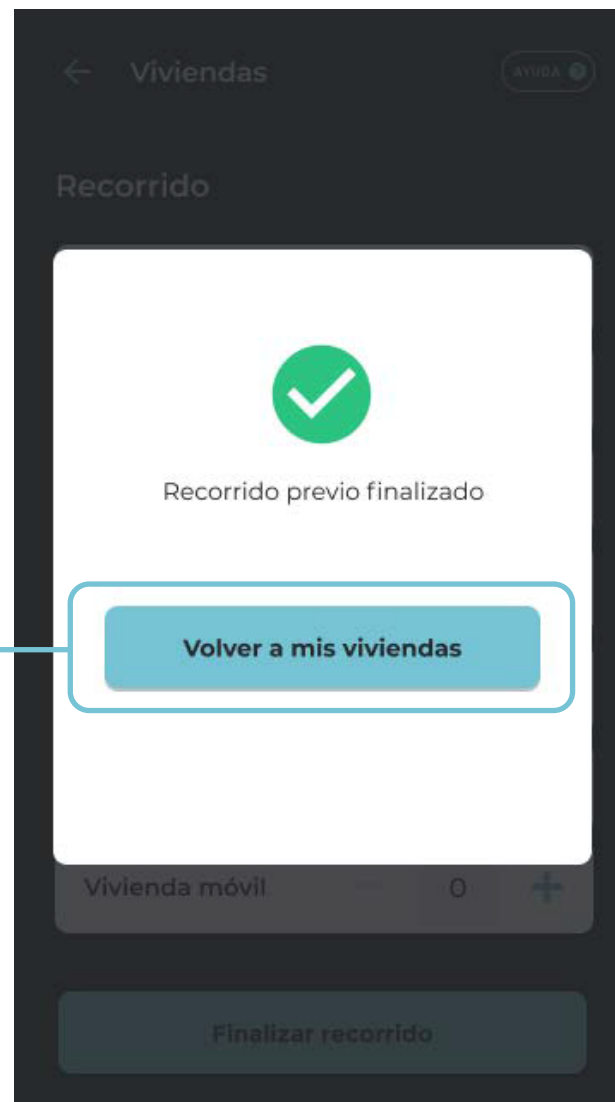 Viviendas
AYUDA ?
Recorrido
Recorrido previo finalizado
Volver a mis viviendas
Vivienda móvil 0
Finalizar recorrido